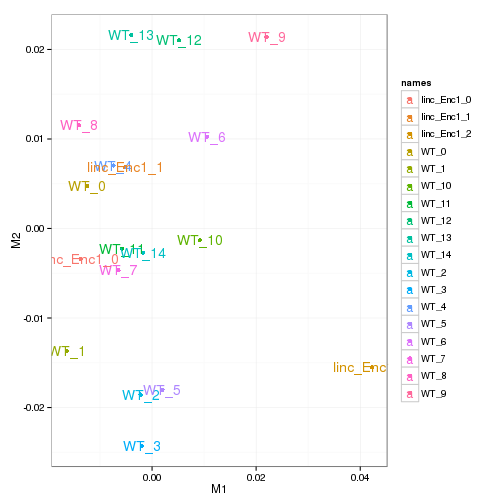 WT_13
WT_12
WT_9
0.02
WT_8
WT_6
0.01
WT_4
linc_Enc1_1
WT_0
0.00
WT_10
WT_11
WT_14
nc_Enc1_0
WT_7
M2
-0.01
WT_1
linc_Enc
WT_2
WT_5
-0.02
WT_3
0.00 0.02 0.04
M1
names
a linc_Enc1_0
a linc_Enc1_1
a linc_Enc1_2
a WT_0
a WT_1
a WT_10
a WT_11
a WT_12
a WT_13
a WT_14
a WT_2
a WT_3
a WT_4
a WT_5
a WT_6
a WT_7
a WT_8
a WT_9